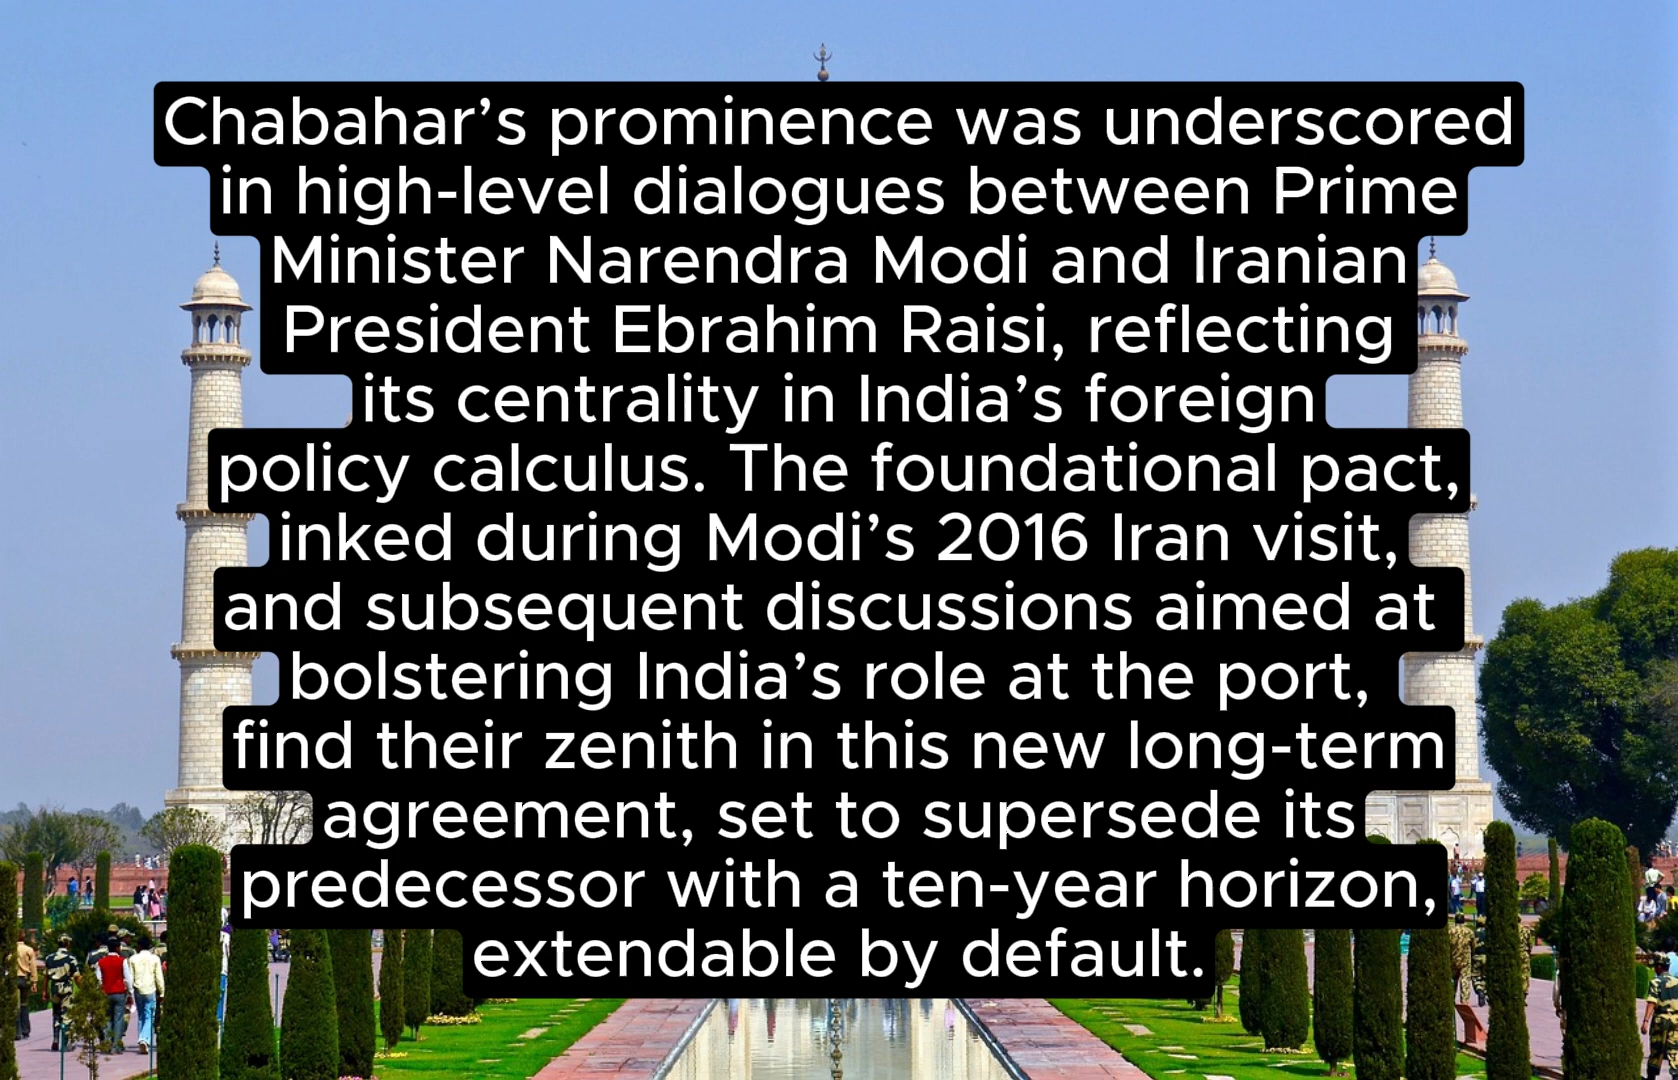 Chabahar’s prominence was underscored
in high-level dialogues between Prime
Minister Narendra Modi and Iranian
President Ebrahim Raisi, reflecting
its centrality in India’s foreign
policy calculus. The foundational pact,
inked during Modi’s 2016 Iran visit,
and subsequent discussions aimed at
bolstering India’s role at the port,
find their zenith in this new long-term
agreement, set to supersede its
predecessor with a ten-year horizon,
extendable by default.